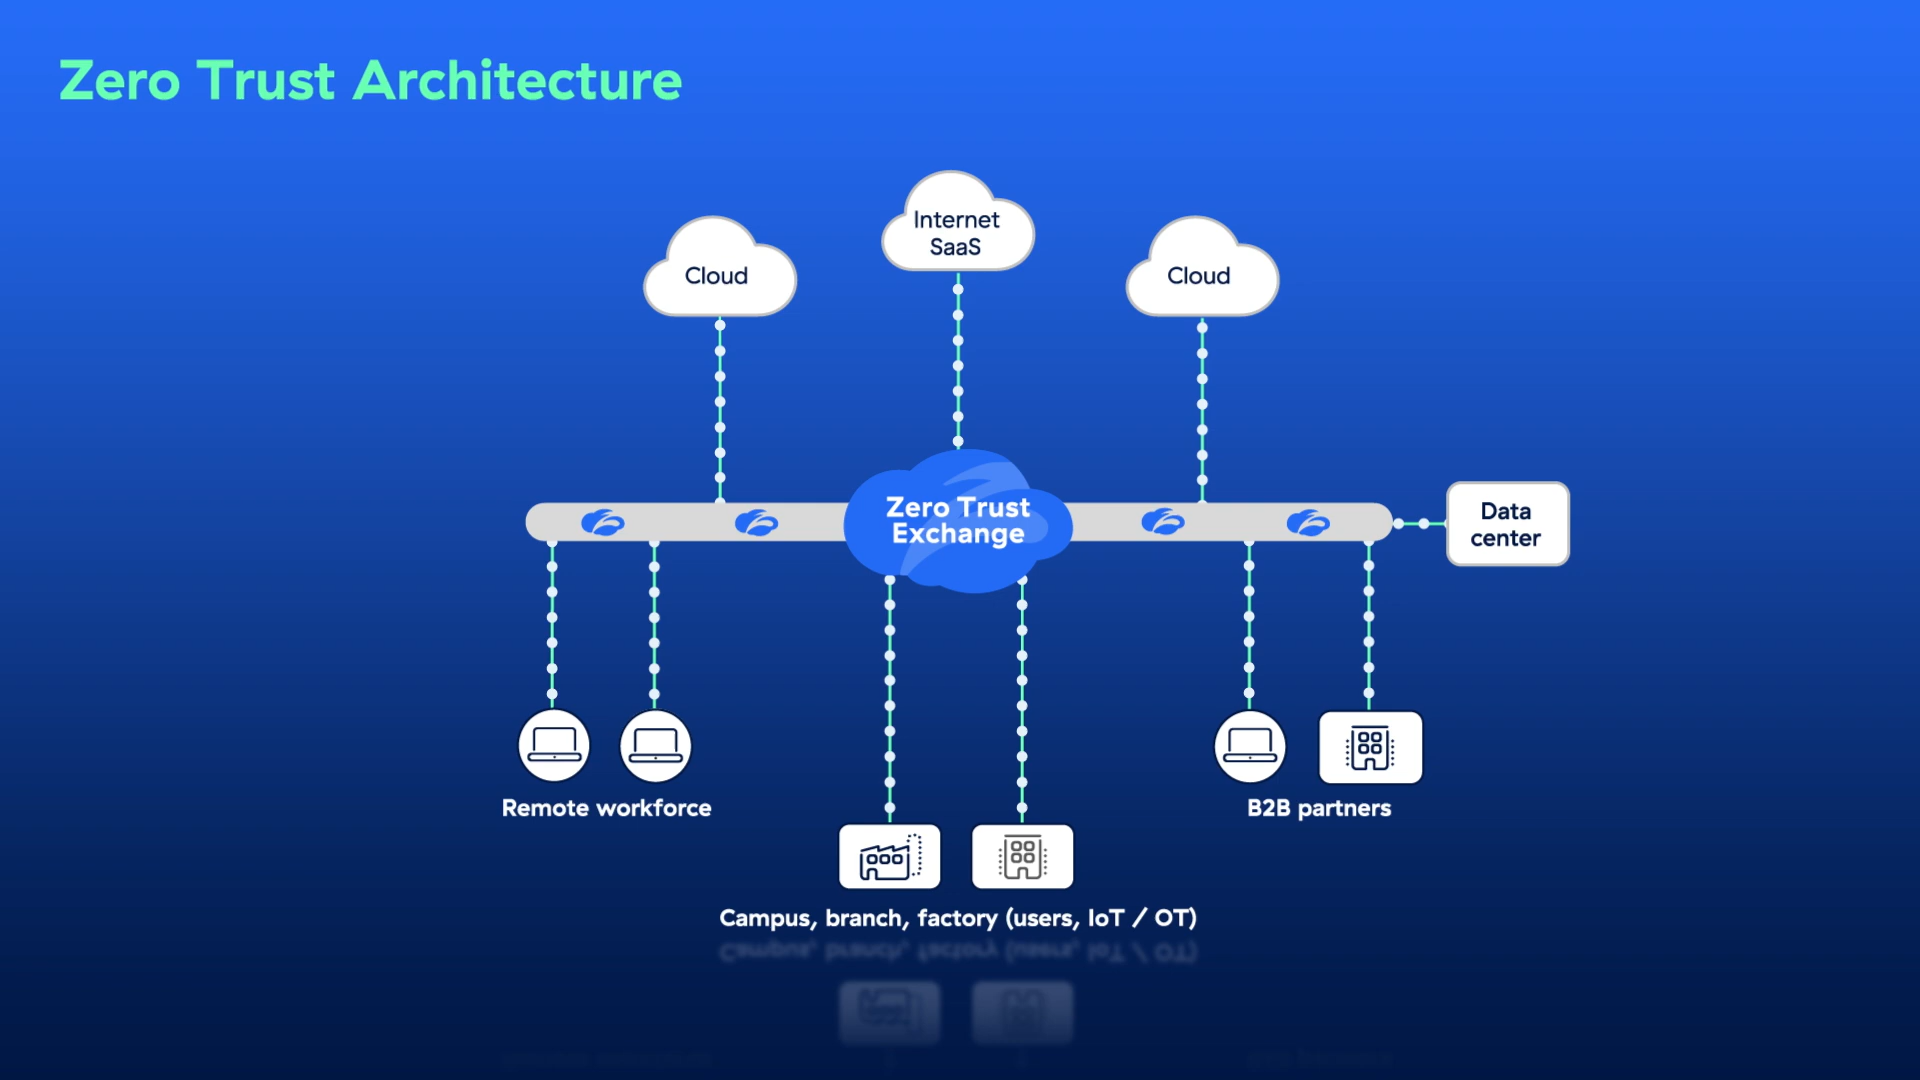 Zero Trust Architecture
Internet
SaaS
Cloud
Cloud
Zero Trust
Exchange
Data
center
Remote workforce
B2B partners
Campus, branch, factory (users, IoT / OT)